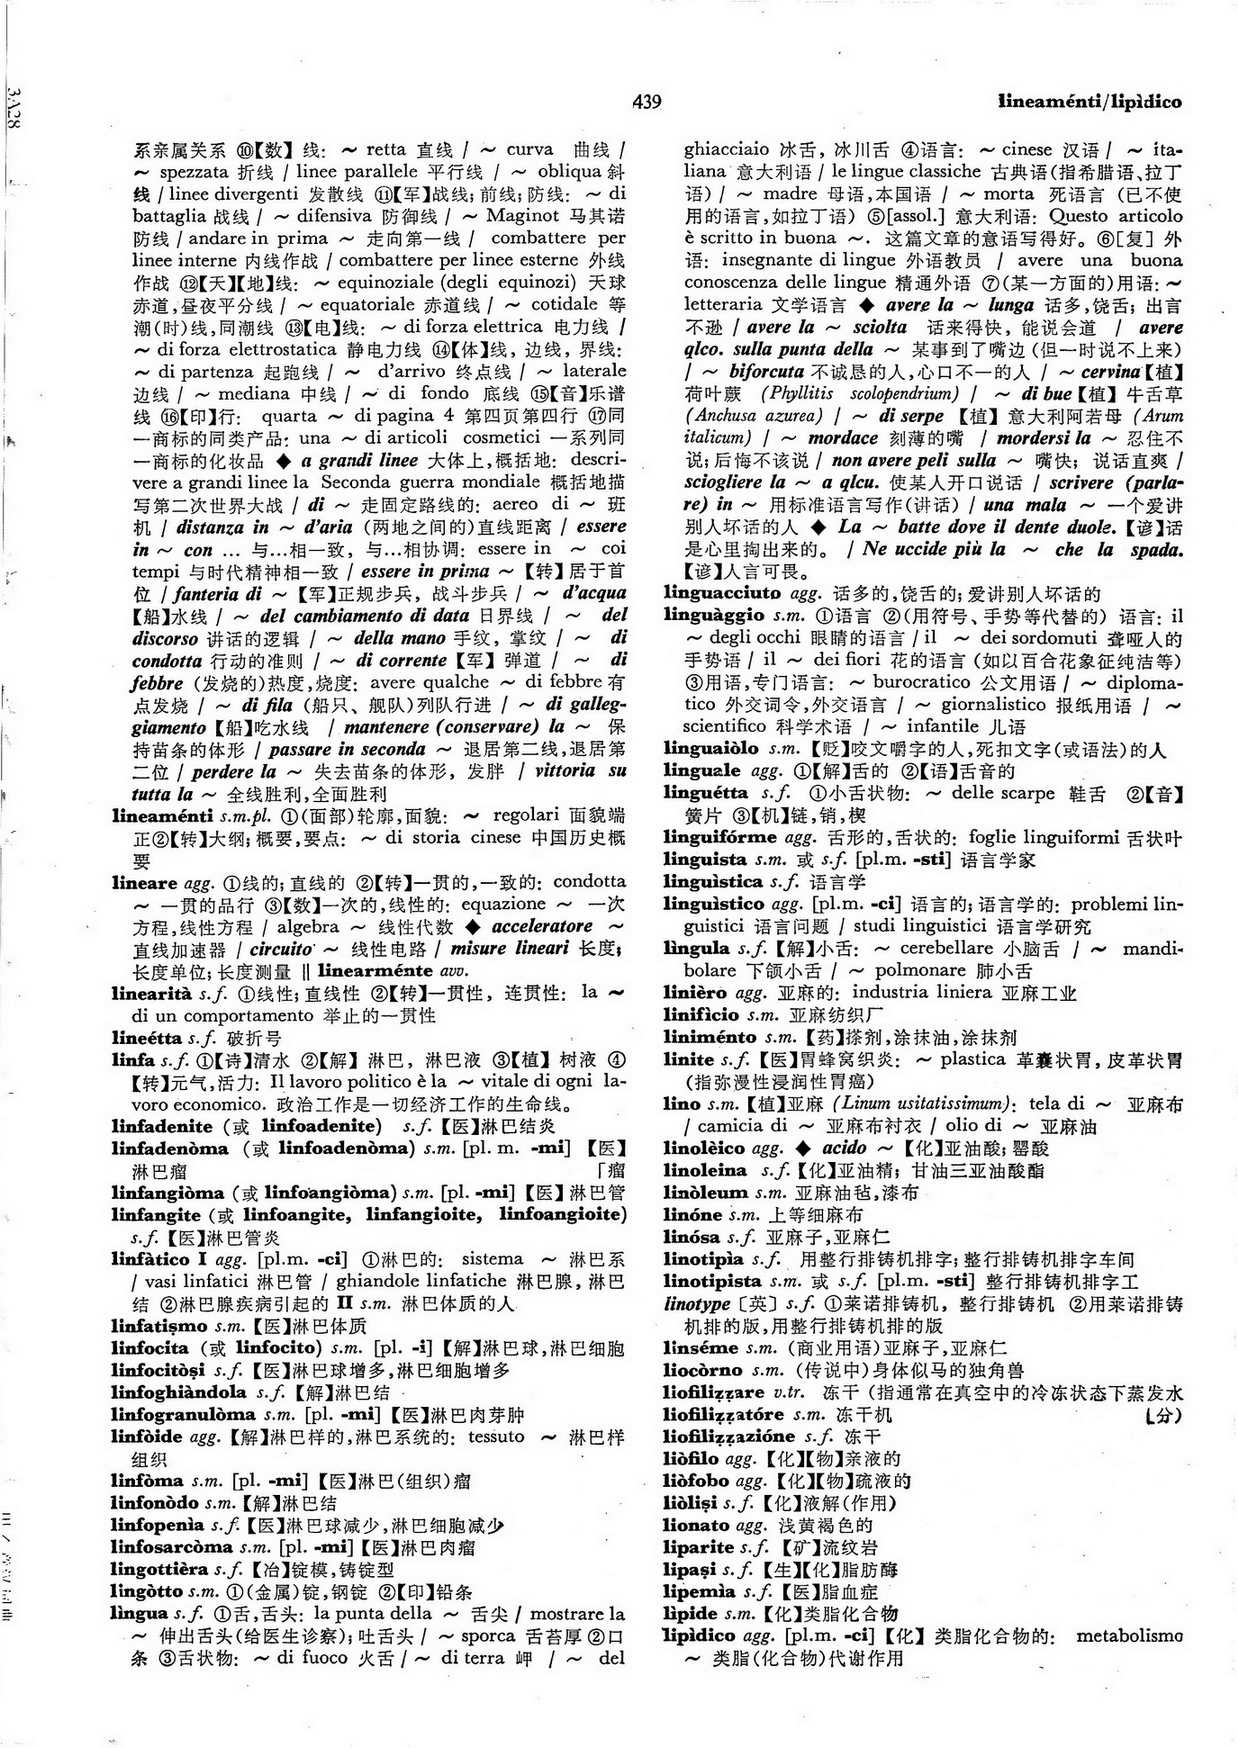 439
lineaménti/lipìdico
系亲属关系 ⑩【数】线: ～ retta 直线 / ～ curva 曲线 /
～ spezzata 折线 / linee parallele 平行线 / ～ obliqua 斜
线 / linee divergenti 发散线 ⑪【军】战线; 前线; 防线: ～ di
battaglia 战线 / ～ difensiva 防御线 / ～ Maginot 马其诺
防线 / andare in prima ～ 走向第一线 / combattere per
linee interne 内线作战 / combattere per linee esterne 外线
作战 ⑫【天】【地】线: ～ equinoziale (degli equinozi) 天球
赤道,昼夜平分线 / ～ equatoriale 赤道线 / ～ cotidale 等
潮(时)线,同潮线 ⑬【电】线: ～ di forza elettrica 电力线 /
～ di forza elettrostatica 静电力线 ⑭【体】线, 边线, 界线:
～ di partenza 起跑线 / ～ d'arrivo 终点线 / ～ laterale
边线 / ～ mediana 中线 / ～ di fondo 底线 ⑮【音】乐谱
线 ⑯【印】行: quarta ～ di pagina 4 第四页第四行 ⑰同
一商标的同类产品: una ～ di articoli cosmetici 一系列同
一商标的化妆品 ◆ a grandi linee 大体上,概括地: descri-
vere a grandi linee la Seconda guerra mondiale 概括地描
写第二次世界大战 / di ～ 走固定路线的: aereo di ～ 班
机 / distanza in ～ d'aria (两地之间的)直线距离 / essere
in ～ con … 与…相一致, 与…相协调: essere in ～ coi
tempi 与时代精神相一致 / essere in prima ～【转】居于首
位 / fanteria di ～【军】正规步兵, 战斗步兵 / ～ d'acqua
【船】水线 / ～ del cambiamento di data 日界线 / ～ del
discorso 讲话的逻辑 / ～ della mano 手纹, 掌纹 / ～ di
condotta 行动的准则 / ～ di corrente【军】弹道 / ～ di
febbre (发烧的)热度,烧度: avere qualche ～ di febbre 有
点发烧 / ～ di fila (船只、舰队)列队行进 / ～ di galleg-
giamento【船】吃水线 / mantenere (conservare) la ～ 保
持苗条的体形 / passare in seconda ～ 退居第二线,退居第
二位 / perdere la ～ 失去苗条的体形, 发胖 / vittoria su
tutta la ～ 全线胜利,全面胜利
lineaménti s.m.pl. ①(面部)轮廓,面貌: ～ regolari 面貌端
正②【转】大纲; 概要,要点: ～ di storia cinese 中国历史概
要
lineare agg. ①线的; 直线的 ②【转】一贯的,一致的: condotta
～ 一贯的品行 ③【数】一次的,线性的: equazione ～ 一次
方程,线性方程 / algebra ～ 线性代数 ◆ acceleratore ～
直线加速器 / circuito ～ 线性电路 / misure lineari 长度;
长度单位; 长度测量 ‖ linearménte avv.
linearità s.f. ①线性; 直线性 ②【转】一贯性, 连贯性: la ～
di un comportamento 举止的一贯性
lineétta s.f. 破折号
linfa s.f. ①【诗】清水 ②【解】淋巴, 淋巴液 ③【植】树液 ④
【转】元气,活力: Il lavoro politico è la ～ vitale di ogni la-
voro economico. 政治工作是一切经济工作的生命线。
linfadenite (或 linfoadenite) s.f.【医】淋巴结炎
linfadenòma (或 linfoadenòma) s.m. [pl. m. -mi] 【医】
淋巴瘤 「瘤
linfangiòma (或 linfoangiòma) s.m. [pl. -mi]【医】淋巴管
linfangite (或 linfoangite, linfangioite, linfoangioite)
s.f.【医】淋巴管炎
linfàtico I agg. [pl.m. -ci] ①淋巴的: sistema ～ 淋巴系
/ vasi linfatici 淋巴管 / ghiandole linfatiche 淋巴腺, 淋巴
结 ②淋巴腺疾病引起的 II s.m. 淋巴体质的人
linfatişmo s.m.【医】淋巴体质
linfocita (或 linfocito) s.m. [pl. -i]【解】淋巴球,淋巴细胞
linfocitòşi s.f.【医】淋巴球增多,淋巴细胞增多
linfoghiàndola s.f.【解】淋巴结
linfogranulòma s.m. [pl. -mi]【医】淋巴肉芽肿
linfòide agg.【解】淋巴样的,淋巴系统的: tessuto ～ 淋巴样
组织
linfòma s.m. [pl. -mi]【医】淋巴(组织)瘤
linfonòdo s.m.【解】淋巴结
linfopenìa s.f.【医】淋巴球减少,淋巴细胞减少
linfosarcòma s.m. [pl. -mi]【医】淋巴肉瘤
lingottièra s.f.【冶】锭模,铸锭型
lingòtto s.m. ①(金属)锭,钢锭 ②【印】铅条
lìngua s.f. ①舌,舌头: la punta della ～ 舌尖 / mostrare la
～ 伸出舌头(给医生诊察); 吐舌头 / ～ sporca 舌苔厚 ②口
条 ③舌状物: ～ di fuoco 火舌 / ～ di terra 岬 / ～ del
ghiacciaio 冰舌, 冰川舌 ④语言: ～ cinese 汉语 / ～ ita-
liana 意大利语 / le lingue classiche 古典语(指希腊语、拉丁
语) / ～ madre 母语,本国语 / ～ morta 死语言 (已不使
用的语言,如拉丁语) ⑤[assol.] 意大利语: Questo articolo
è scritto in buona ～. 这篇文章的意语写得好。⑥[复] 外
语: insegnante di lingue 外语教员 / avere una buona
conoscenza delle lingue 精通外语 ⑦(某一方面的)用语: ～
letteraria 文学语言 ◆ avere la ～ lunga 话多,饶舌; 出言
不逊 / avere la ～ sciolta 话来得快, 能说会道 / avere
qlco. sulla punta della ～ 某事到了嘴边 (但一时说不上来)
/ ～ biforcuta 不诚恳的人,心口不一的人 / ～ cervina【植】
荷叶蕨 (Phyllitis scolopendrium) / ～ di bue【植】牛舌草
(Anchusa azurea) / ～ di serpe【植】意大利阿若母 (Arum
italicum) / ～ mordace 刻薄的嘴 / mordersi la ～ 忍住不
说; 后悔不该说 / non avere peli sulla ～ 嘴快; 说话直爽 /
sciogliere la ～ a qlcu. 使某人开口说话 / scrivere (parla-
re) in ～ 用标准语言写作(讲话) / una mala ～ 一个爱讲
别人坏话的人 ◆ La ～ batte dove il dente duole.【谚】话
是心里掏出来的。 / Ne uccide più la ～ che la spada.
【谚】人言可畏。
linguacciuto agg. 话多的,饶舌的; 爱讲别人坏话的
linguàggio s.m. ①语言 ②(用符号、手势等代替的) 语言: il
～ degli occhi 眼睛的语言 / il ～ dei sordomuti 聋哑人的
手势语 / il ～ dei fiori 花的语言 (如以百合花象征纯洁等)
③用语,专门语言: ～ burocratico 公文用语 / ～ diploma-
tico 外交词令,外交语言 / ～ giornalistico 报纸用语 / ～
scientifico 科学术语 / ～ infantile 儿语
linguaiòlo s.m.【贬】咬文嚼字的人,死扣文字(或语法)的人
linguale agg. ①【解】舌的 ②【语】舌音的
linguétta s.f. ①小舌状物: ～ delle scarpe 鞋舌 ②【音】
簧片 ③【机】链,销,楔
linguifórme agg. 舌形的,舌状的: foglie linguiformi 舌状叶
linguista s.m. 或 s.f. [pl.m. -sti] 语言学家
linguìstica s.f. 语言学
linguìstico agg. [pl.m. -ci] 语言的; 语言学的: problemi lin-
guistici 语言问题 / studi linguistici 语言学研究
lìngula s.f.【解】小舌: ～ cerebellare 小脑舌 / ～ mandi-
bolare 下颌小舌 / ～ polmonare 肺小舌
linièro agg. 亚麻的: industria liniera 亚麻工业
linifìcio s.m. 亚麻纺织厂
liniménto s.m.【药】搽剂,涂抹油,涂抹剂
linite s.f.【医】胃蜂窝织炎: ～ plastica 革囊状胃,皮革状胃
(指弥漫性浸润性胃癌)
lino s.m.【植】亚麻 (Linum usitatissimum): tela di ～ 亚麻布
/ camicia di ～ 亚麻布衬衣 / olio di ～ 亚麻油
linolèico agg. ◆ acido ～【化】亚油酸; 罂酸
linoleina s.f.【化】亚油精; 甘油三亚油酸酯
linòleum s.m. 亚麻油毡,漆布
linóne s.m. 上等细麻布
linósa s.f. 亚麻子,亚麻仁
linotipìa s.f. 用整行排铸机排字; 整行排铸机排字车间
linotipista s.m. 或 s.f. [pl.m. -sti] 整行排铸机排字工
linotype〔英〕s.f. ①莱诺排铸机, 整行排铸机 ②用莱诺排铸
机排的版,用整行排铸机排的版
linséme s.m. (商业用语)亚麻子,亚麻仁
liocòrno s.m. (传说中)身体似马的独角兽
liofiliẓẓare v.tr. 冻干 (指通常在真空中的冷冻状态下蒸发水
liofiliẓẓatóre s.m. 冻干机 〔分)
liofiliẓẓazióne s.f. 冻干
liòfilo agg.【化】【物】亲液的
liòfobo agg.【化】【物】疏液的
liòlişi s.f.【化】液解(作用)
lionato agg. 浅黄褐色的
liparite s.f.【矿】流纹岩
lipaşi s.f.【生】【化】脂肪酶
lipemìa s.f.【医】脂血症
lìpide s.m.【化】类脂化合物
lipìdico agg. [pl.m. -ci]【化】类脂化合物的: metabolismo
～ 类脂(化合物)代谢作用